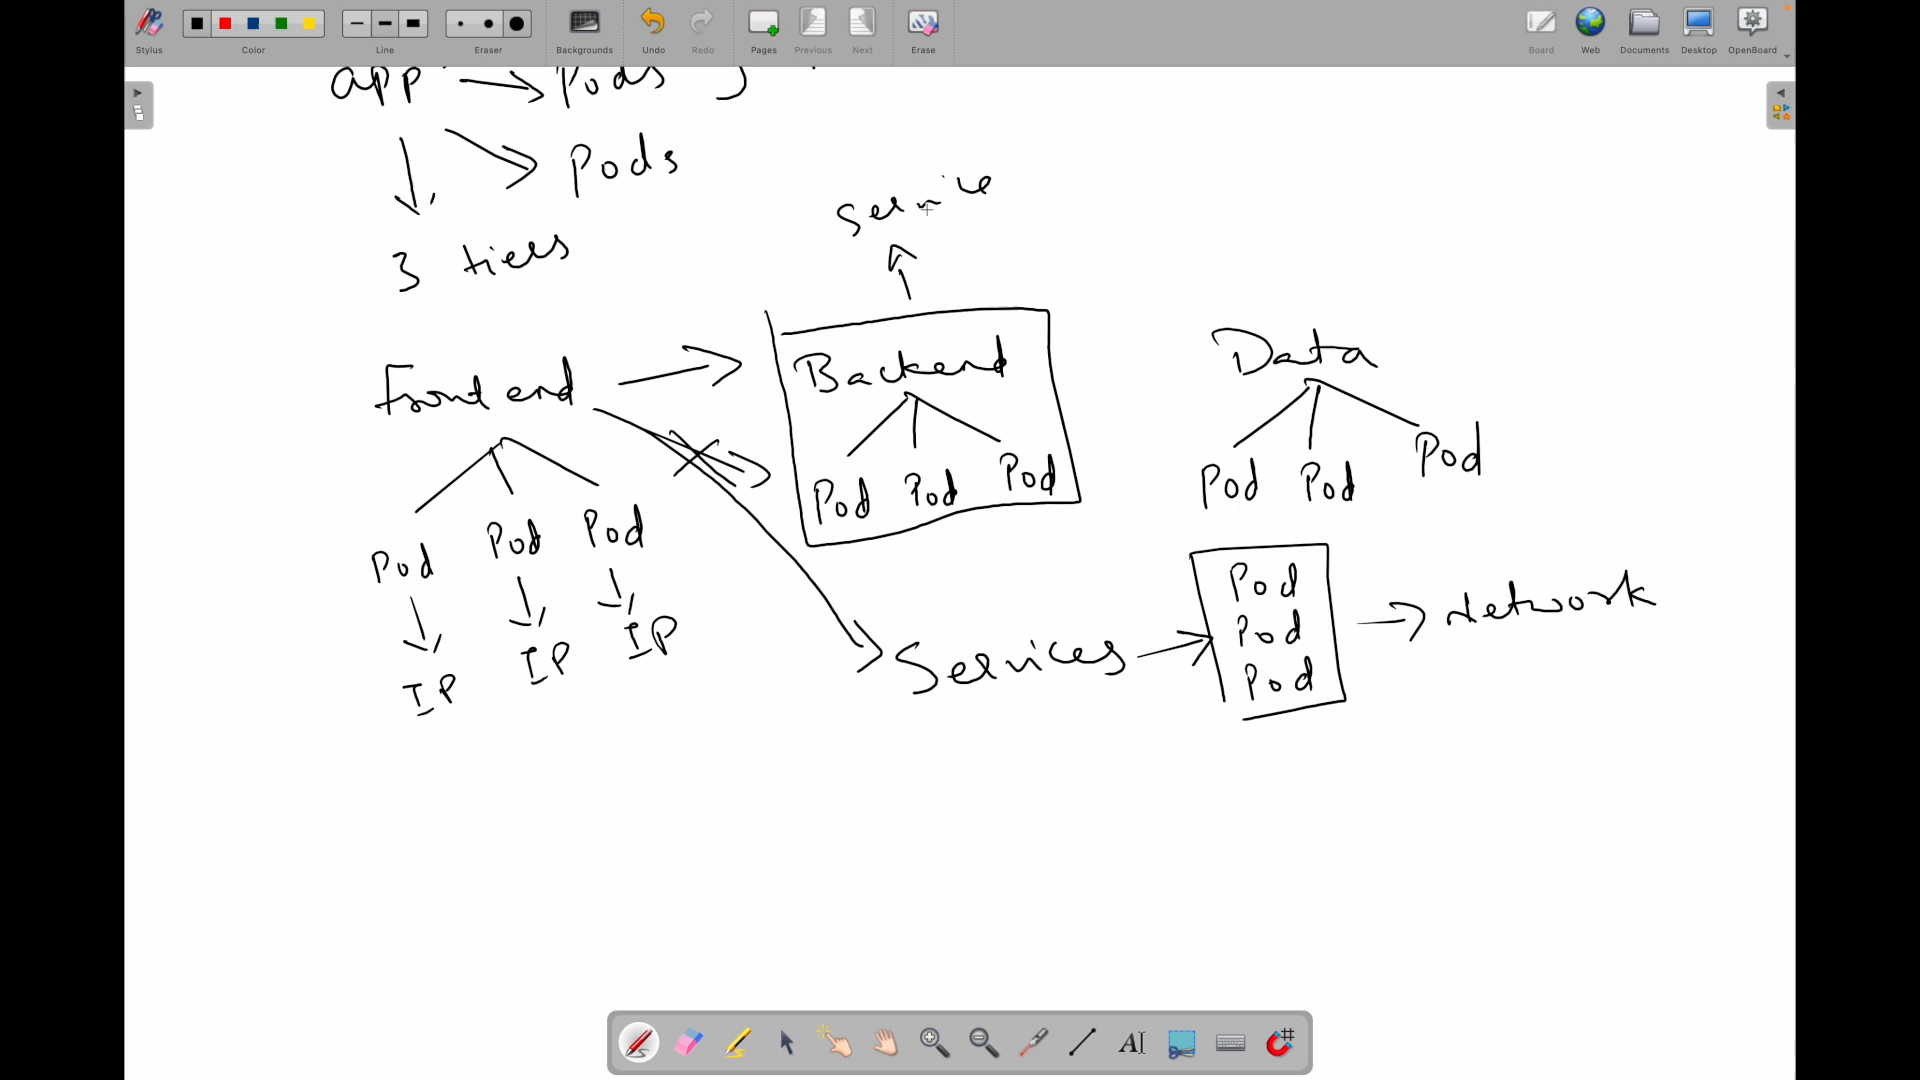 Stylus
Color
Line
Eraser
Backgrounds
Undo
Redo
Pages
Previous
Next
Erase
Board
Web
Documents
Desktop
OpenBoard
app → Pods
Pods
3 tiers
Service
Frontend
Backend
Data
Pod Pod Pod
Pod Pod Pod
Pod Pod Pod
IP IP IP
Services
Pod
Pod
Pod
Network
AI